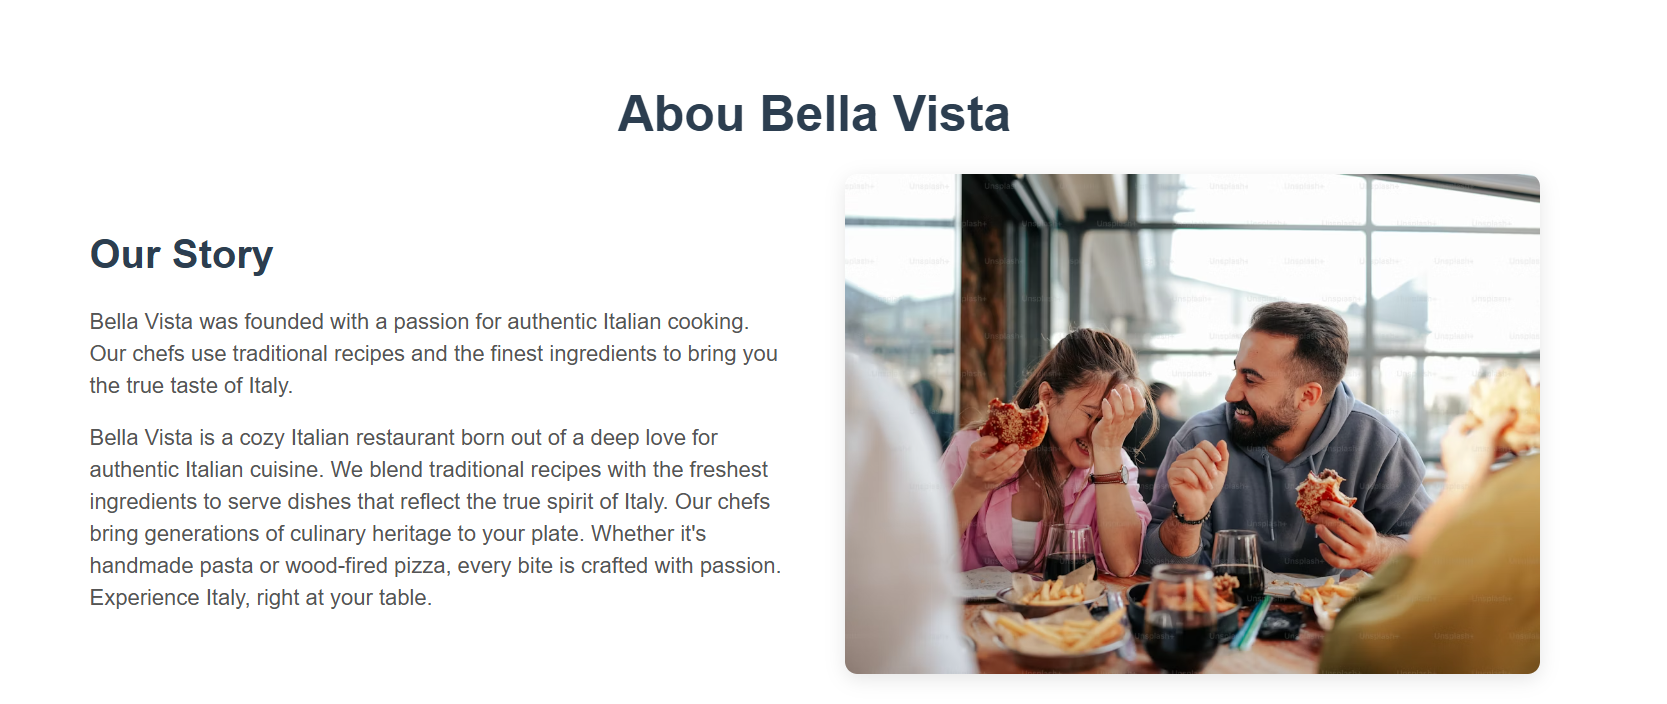 Abou Bella Vista
Our Story
Bella Vista was founded with a passion for authentic Italian cooking.
Our chefs use traditional recipes and the finest ingredients to bring you
the true taste of Italy.
Bella Vista is a cozy Italian restaurant born out of a deep love for
authentic Italian cuisine. We blend traditional recipes with the freshest
ingredients to serve dishes that reflect the true spirit of Italy. Our chefs
bring generations of culinary heritage to your plate. Whether it's
handmade pasta or wood-fired pizza, every bite is crafted with passion.
Experience Italy, right at your table.
Unsplash+